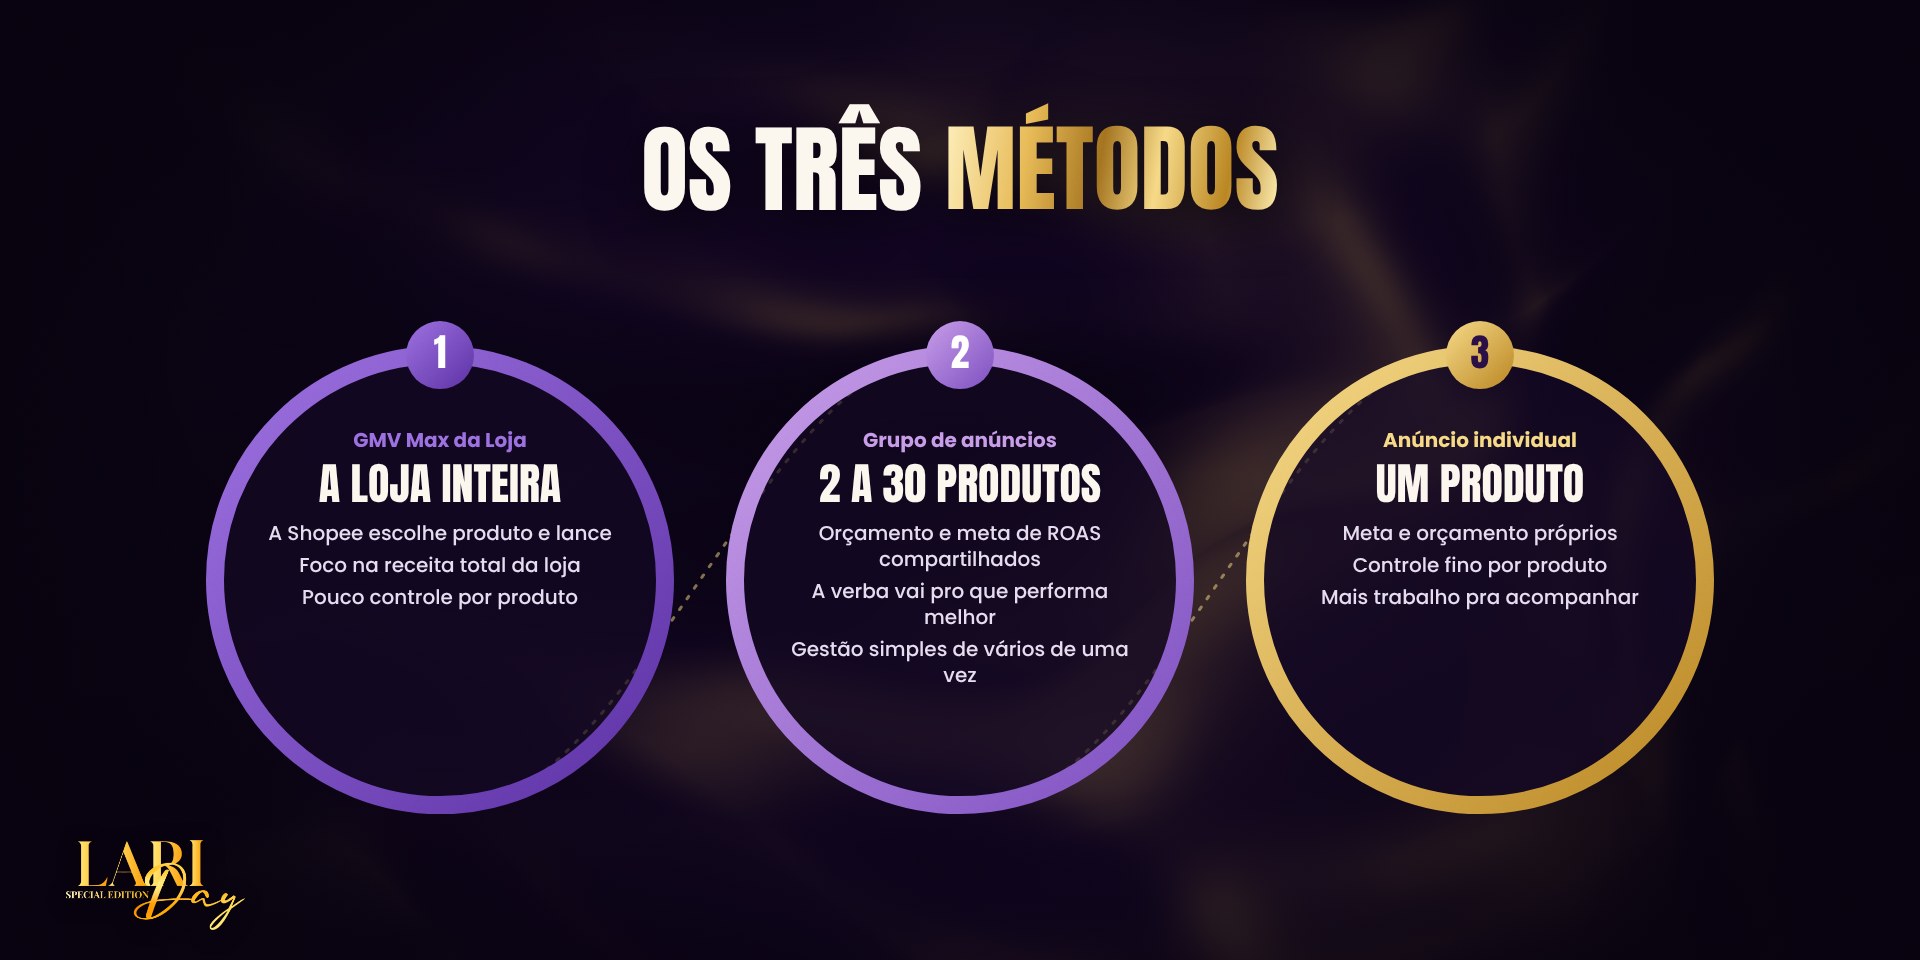 OS TRÊS MÉTODOS
1
GMV Max da Loja
A LOJA INTEIRA
A Shopee escolhe produto e lance
Foco na receita total da loja
Pouco controle por produto
2
Grupo de anúncios
2 A 30 PRODUTOS
Orçamento e meta de ROAS
compartilhados
A verba vai pro que performa
melhor
Gestão simples de vários de uma
vez
3
Anúncio individual
UM PRODUTO
Meta e orçamento próprios
Controle fino por produto
Mais trabalho pra acompanhar
LABI
SPECIAL EDITION
Day